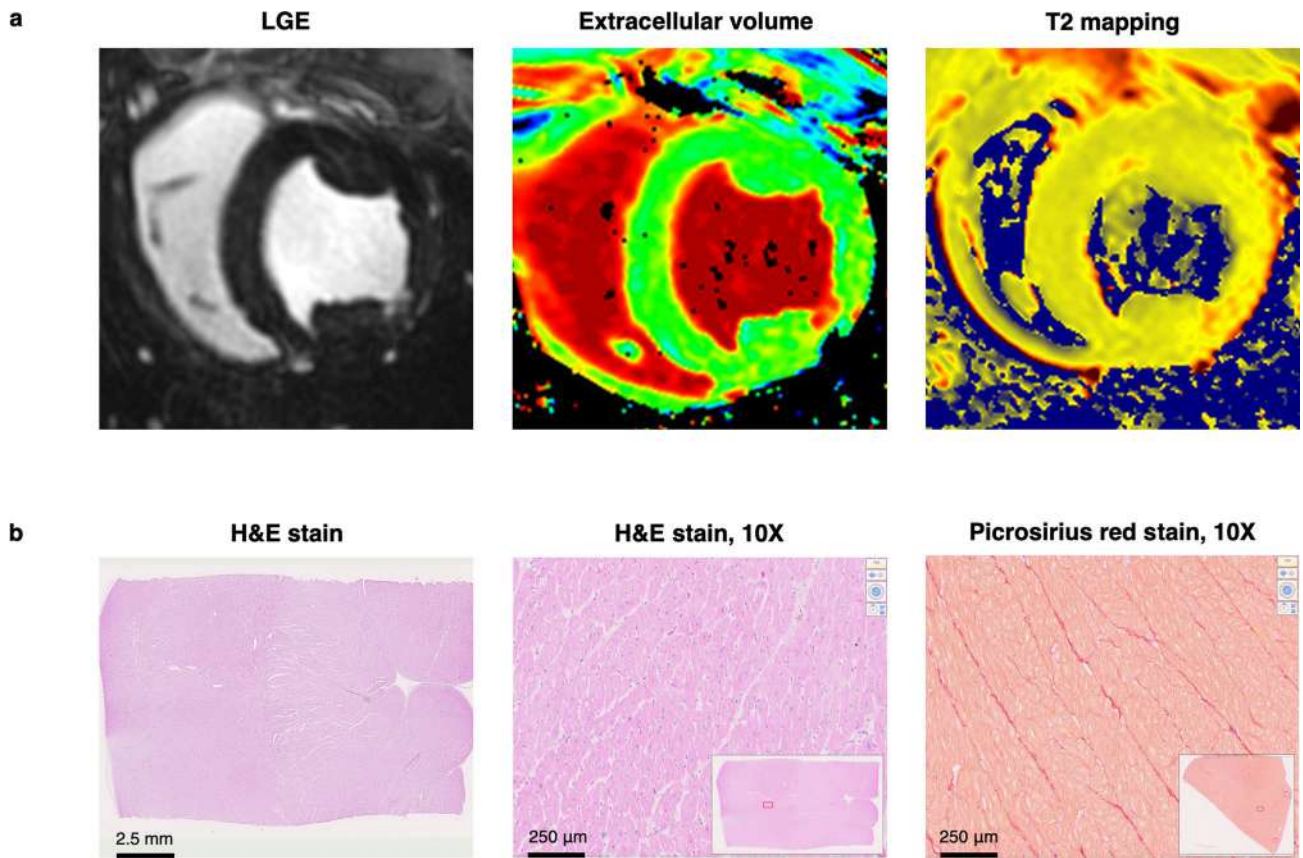 a
LGE
Extracellular volume
T2 mapping
b
H&E stain
H&E stain, 10X
Picrosirius red stain, 10X
2.5 mm
250 µm
250 µm